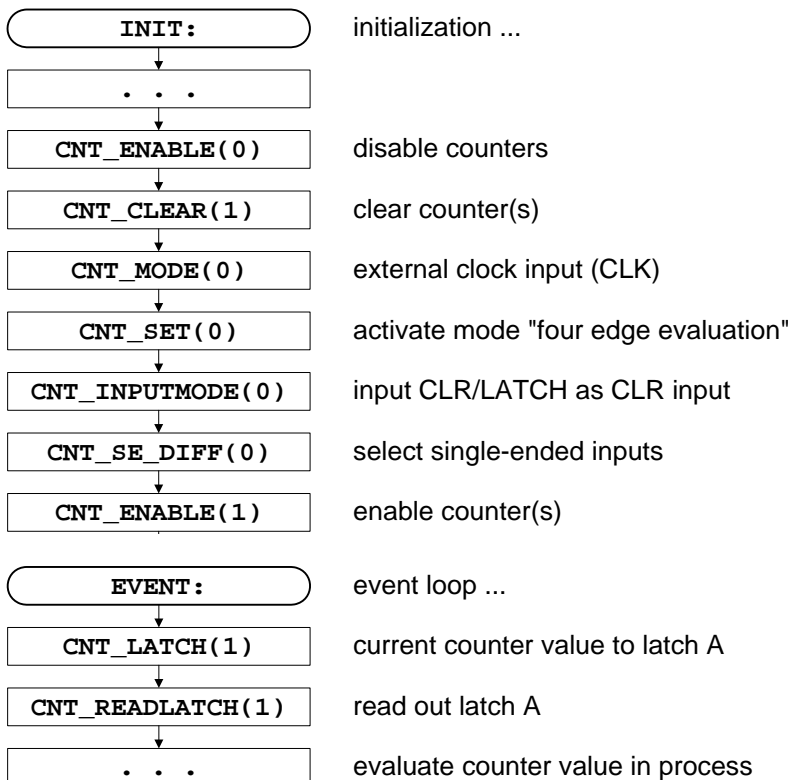 INIT: initialization ...
. . .
CNT_ENABLE(0) disable counters
CNT_CLEAR(1) clear counter(s)
CNT_MODE(0) external clock input (CLK)
CNT_SET(0) activate mode "four edge evaluation"
CNT_INPUTMODE(0) input CLR/LATCH as CLR input
CNT_SE_DIFF(0) select single-ended inputs
CNT_ENABLE(1) enable counter(s)
EVENT: event loop ...
CNT_LATCH(1) current counter value to latch A
CNT_READLATCH(1) read out latch A
. . . evaluate counter value in process